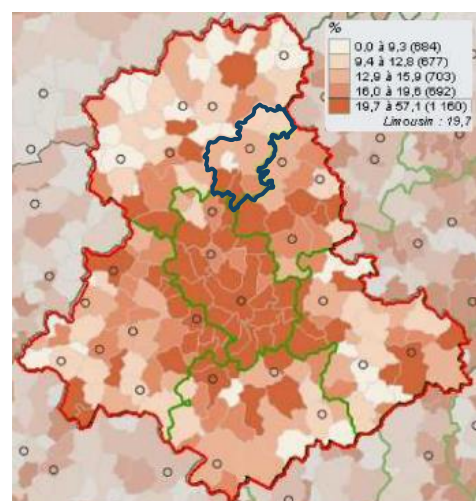 %
0,0 à 9,3 (684)
9,4 à 12,8 (677)
12,9 à 15,9 (703)
16,0 à 19,6 (692)
19,7 à 57,1 (1 160)
Limousin : 19,7